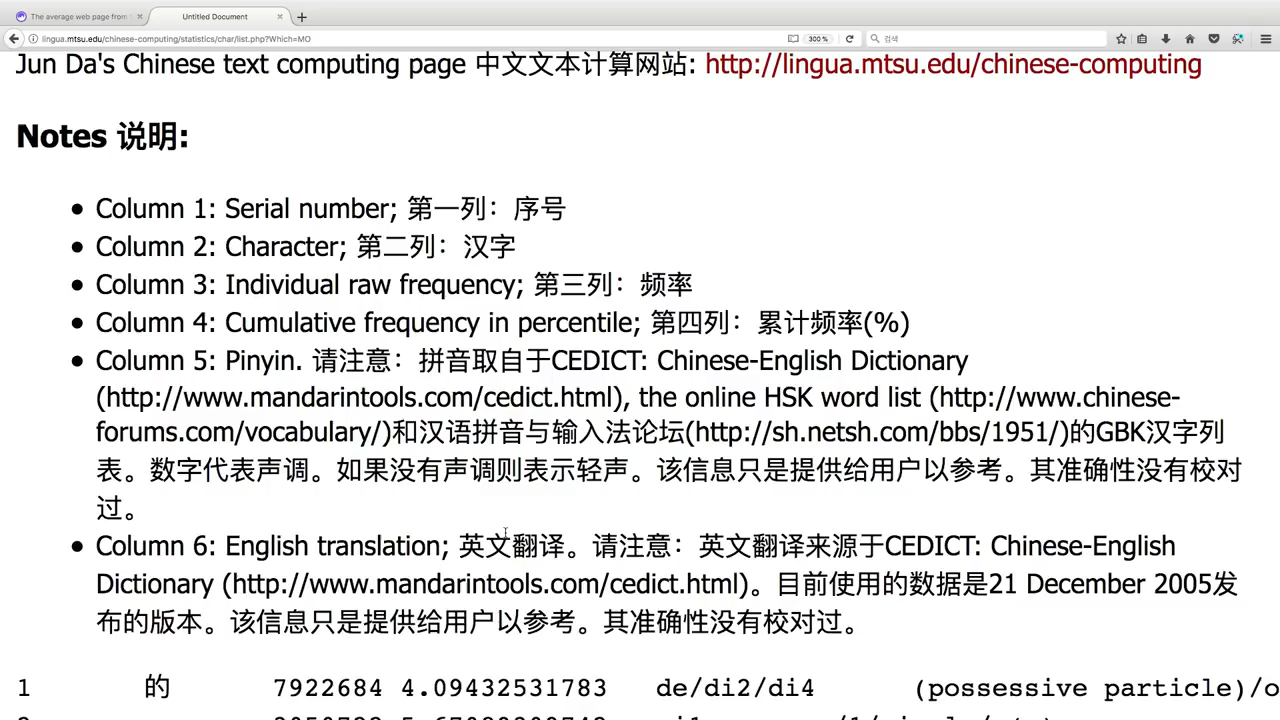 The average web page from
Untitled Document
lingua.mtsu.edu/chinese-computing/statistics/char/list.php?Which=MO
300%
검색
Jun Da's Chinese text computing page 中文文本计算网站: http://lingua.mtsu.edu/chinese-computing
Notes 说明:
Column 1: Serial number; 第一列：序号
Column 2: Character; 第二列：汉字
Column 3: Individual raw frequency; 第三列：频率
Column 4: Cumulative frequency in percentile; 第四列：累计频率(%)
Column 5: Pinyin. 请注意：拼音取自于CEDICT: Chinese-English Dictionary
(http://www.mandarintools.com/cedict.html), the online HSK word list (http://www.chinese-
forums.com/vocabulary/)和汉语拼音与输入法论坛(http://sh.netsh.com/bbs/1951/)的GBK汉字列
表。数字代表声调。如果没有声调则表示轻声。该信息只是提供给用户以参考。其准确性没有校对
过。
Column 6: English translation; 英文翻译。请注意：英文翻译来源于CEDICT: Chinese-English
Dictionary (http://www.mandarintools.com/cedict.html)。目前使用的数据是21 December 2005发
布的版本。该信息只是提供给用户以参考。其准确性没有校对过。
1 的 7922684 4.09432531783 de/di2/di4 (possessive particle)/o